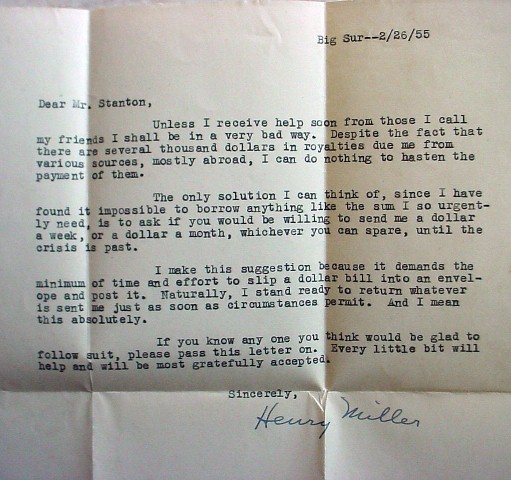 Big Sur--2/26/55
Dear Mr. Stanton,
Unless I receive help soon from those I call
my friends I shall be in a very bad way. Despite the fact that
there are several thousand dollars in royalties due me from
various sources, mostly abroad, I can do nothing to hasten the
payment of them.
The only solution I can think of, since I have
found it impossible to borrow anything like the sum I so urgent-
ly need, is to ask if you would be willing to send me a dollar
a week, or a dollar a month, whichever you can spare, until the
crisis is past.
I make this suggestion because it demands the
minimum of time and effort to slip a dollar bill into an envel-
ope and post it. Naturally, I stand ready to return whatever
is sent me just as soon as circumstances permit. And I mean
this absolutely.
If you know any one you think would be glad to
follow suit, please pass this letter on. Every little bit will
help and will be most gratefully accepted.
Sincerely,
Henry Miller